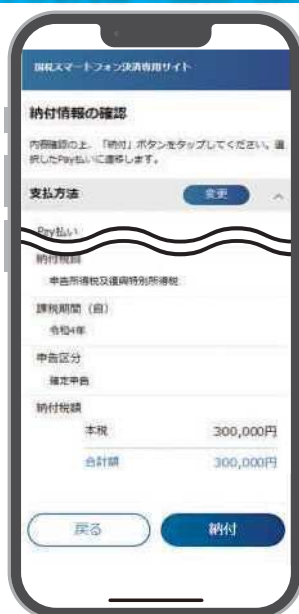 国税スマートフォン決済専用サイト
納付情報の確認
内容確認の上、「納付」ボタンをタップしてください。選
択したPay払いに遷移します。
支払方法
変更
Pay払い
納付税目
申告所得税及復興特別所得税
課税期間（自）
令和4年
申告区分
確定申告
納付税額
本税 300,000円
合計額 300,000円
戻る 納付